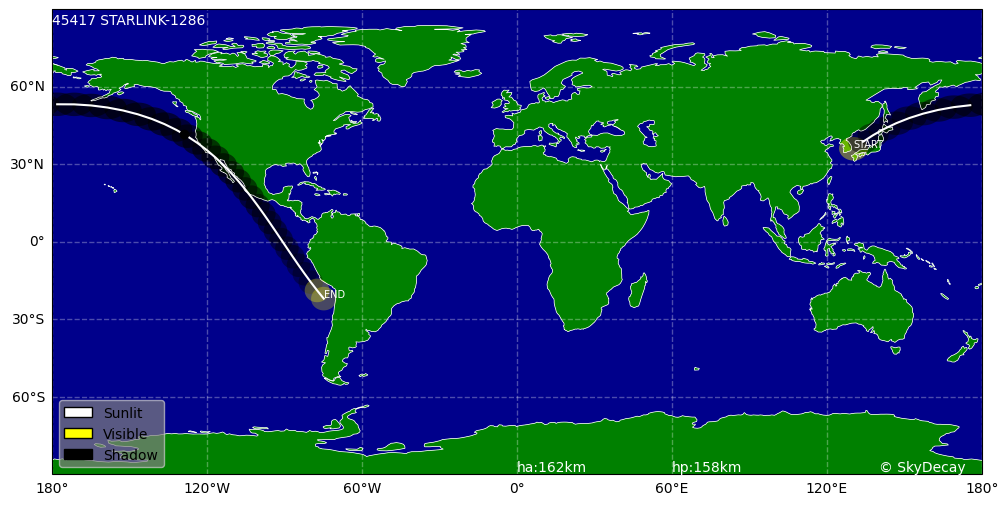 45417 STARLINK-1286
60°N
30°N
0°
30°S
60°S
START
END
Sunlit
Visible
Shadow
ha:162km
hp:158km
© SkyDecay
180°
120°W
60°W
0°
60°E
120°E
180°